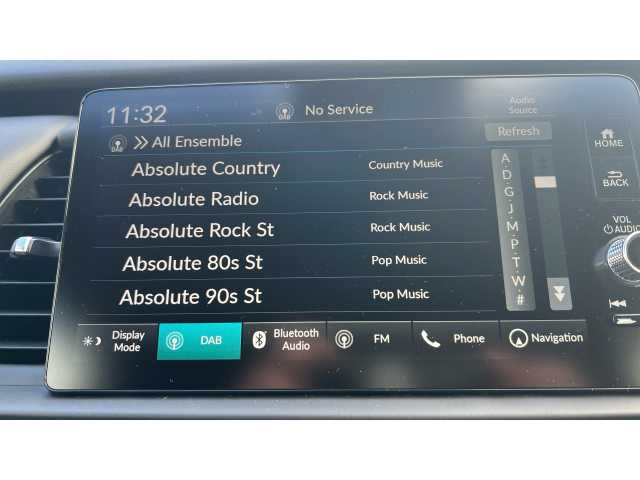 11:32
DAB
No Service
Audio
Source
DAB
All Ensemble
Refresh
Absolute Country Country Music
Absolute Radio Rock Music
Absolute Rock St Rock Music
Absolute 80s St Pop Music
Absolute 90s St Pop Music
A
D
G
J
M
P
T
W
#
HOME
BACK
VOL
AUDIO
Display
Mode
DAB
Bluetooth
Audio
FM
Phone
Navigation